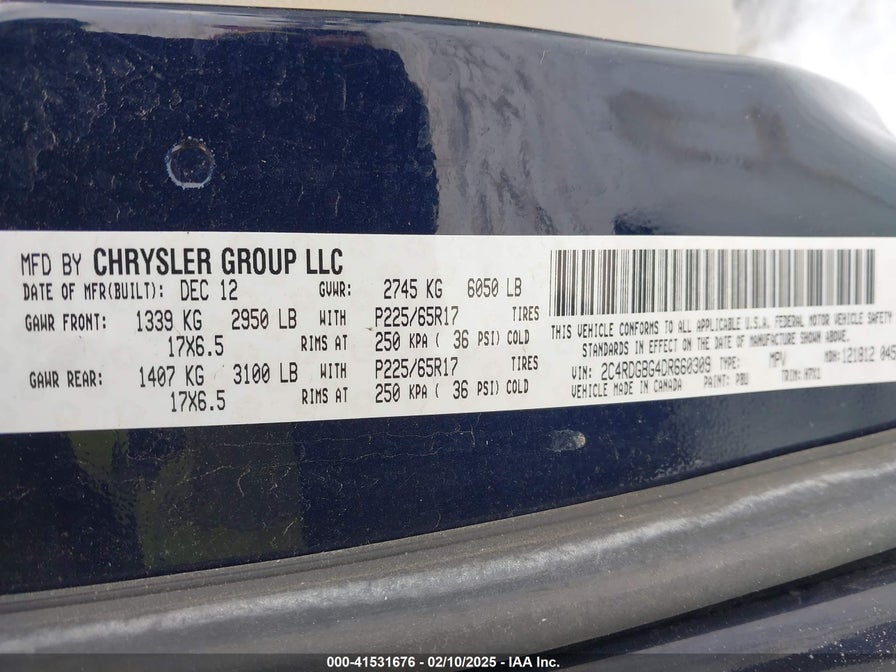 MFD BY CHRYSLER GROUP LLC
DATE OF MFR(BUILT): DEC 12 GVWR: 2745 KG 6050 LB
GAWR FRONT: 1339 KG 2950 LB WITH P225/65R17 TIRES
17X6.5 RIMS AT 250 KPA ( 36 PSI) COLD
GAWR REAR: 1407 KG 3100 LB WITH P225/65R17 TIRES
17X6.5 RIMS AT 250 KPA ( 36 PSI) COLD
THIS VEHICLE CONFORMS TO ALL APPLICABLE U.S.A. FEDERAL MOTOR VEHICLE SAFETY
STANDARDS IN EFFECT ON THE DATE OF MANUFACTURE SHOWN ABOVE.
VIN: 2C4RDGBG4DR660309 TYPE: MPV MDH: 121812 045
VEHICLE MADE IN CANADA PAINT: PBU TRIM:
000-41531676 - 02/10/2025 - IAA Inc.